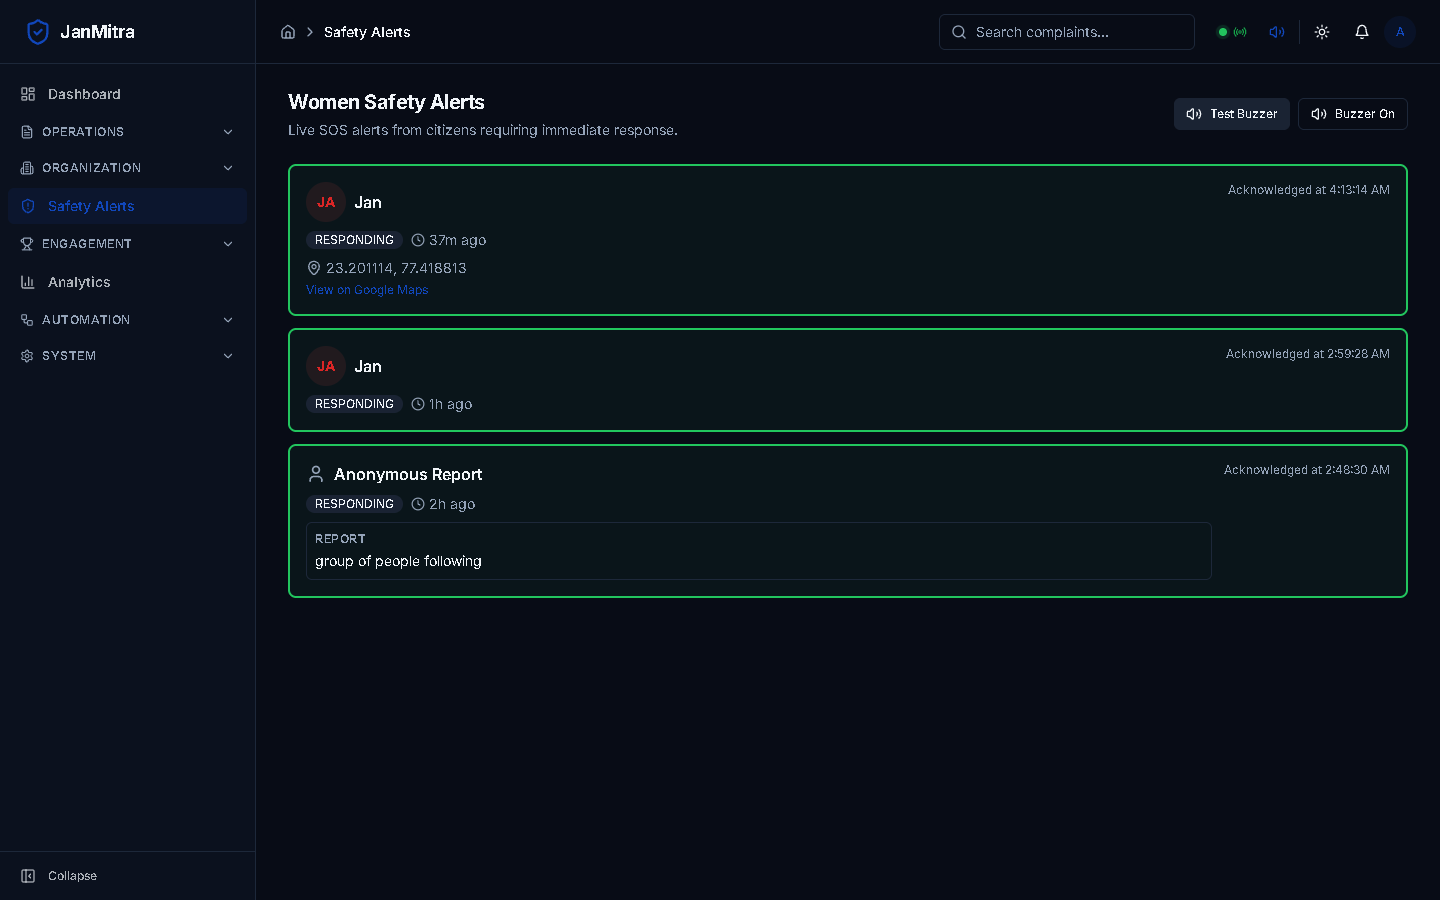 JanMitra
Safety Alerts
Search complaints...
A
Dashboard
OPERATIONS
ORGANIZATION
Safety Alerts
ENGAGEMENT
Analytics
AUTOMATION
SYSTEM
Collapse
Women Safety Alerts
Live SOS alerts from citizens requiring immediate response.
Test Buzzer
Buzzer On
JA Jan
Acknowledged at 4:13:14 AM
RESPONDING 37m ago
23.201114, 77.418813
View on Google Maps
JA Jan
Acknowledged at 2:59:28 AM
RESPONDING 1h ago
Anonymous Report
Acknowledged at 2:48:30 AM
RESPONDING 2h ago
REPORT
group of people following